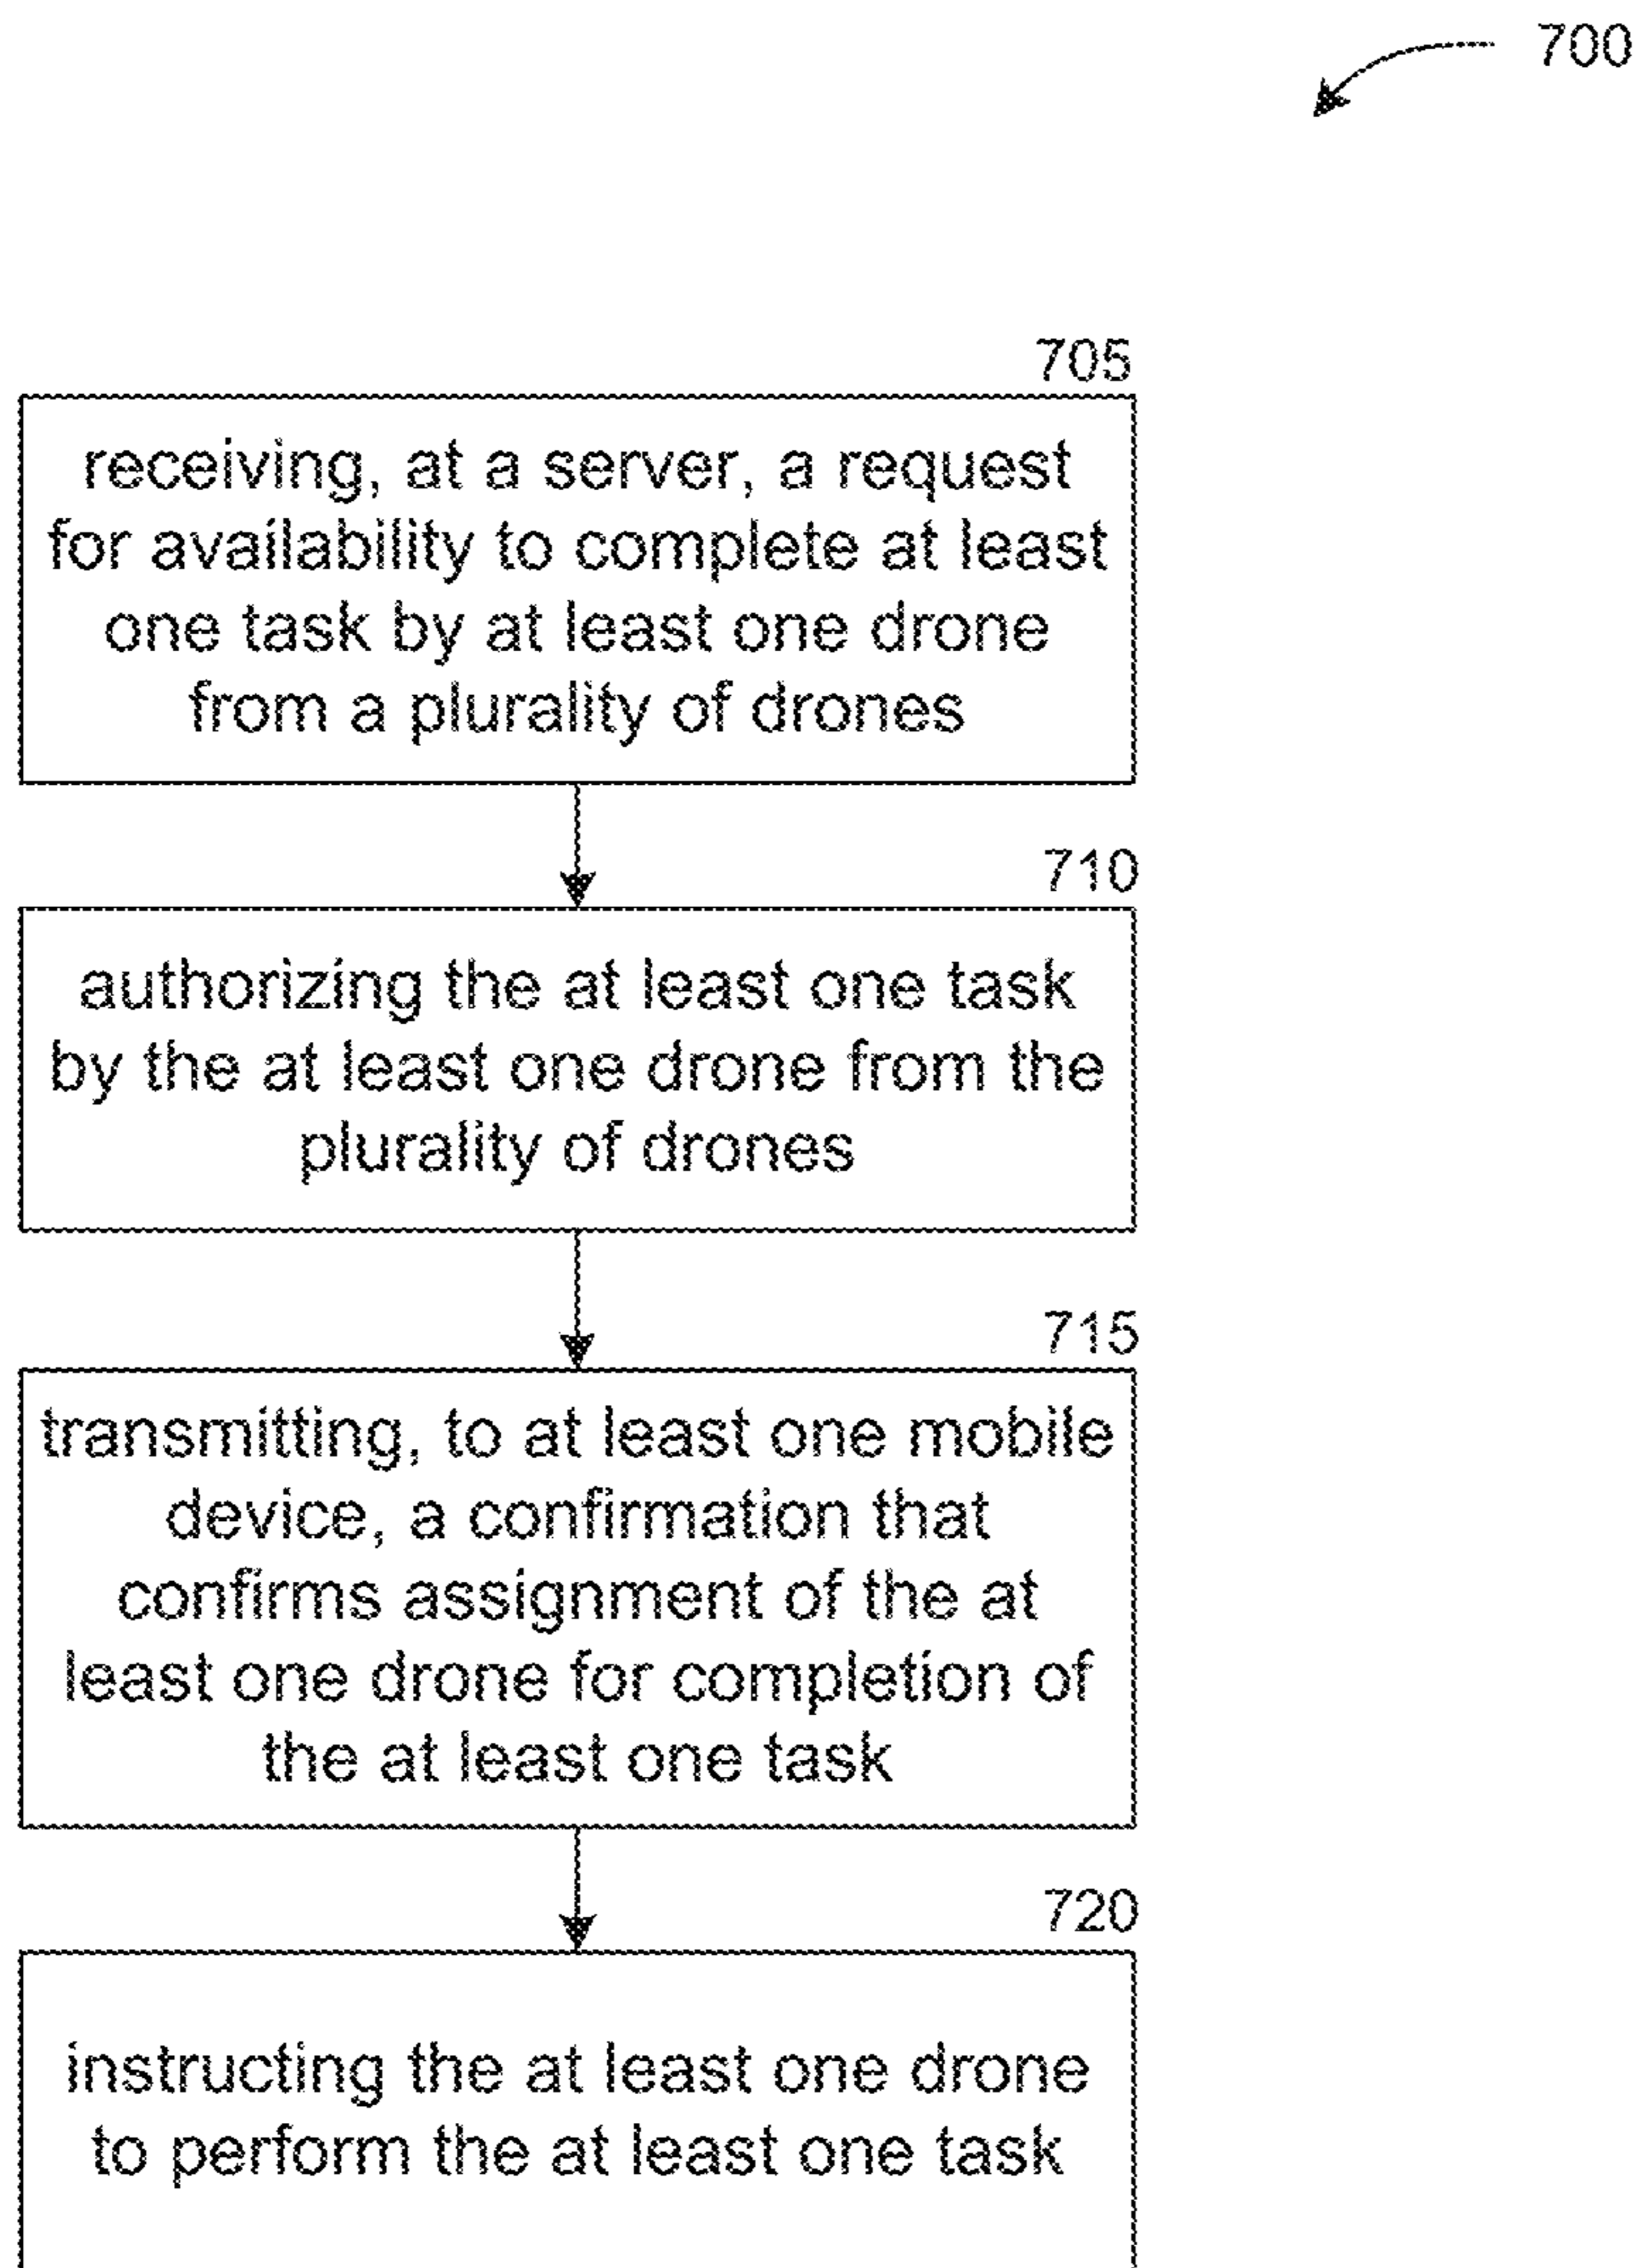 700
705
receiving, at a server, a request
for availability to complete at least
one task by at least one drone
from a plurality of drones
710
authorizing the at least one task
by the at least one drone from the
plurality of drones
715
transmitting, to at least one mobile
device, a confirmation that
confirms assignment of the at
least one drone for completion of
the at least one task
720
instructing the at least one drone
to perform the at least one task